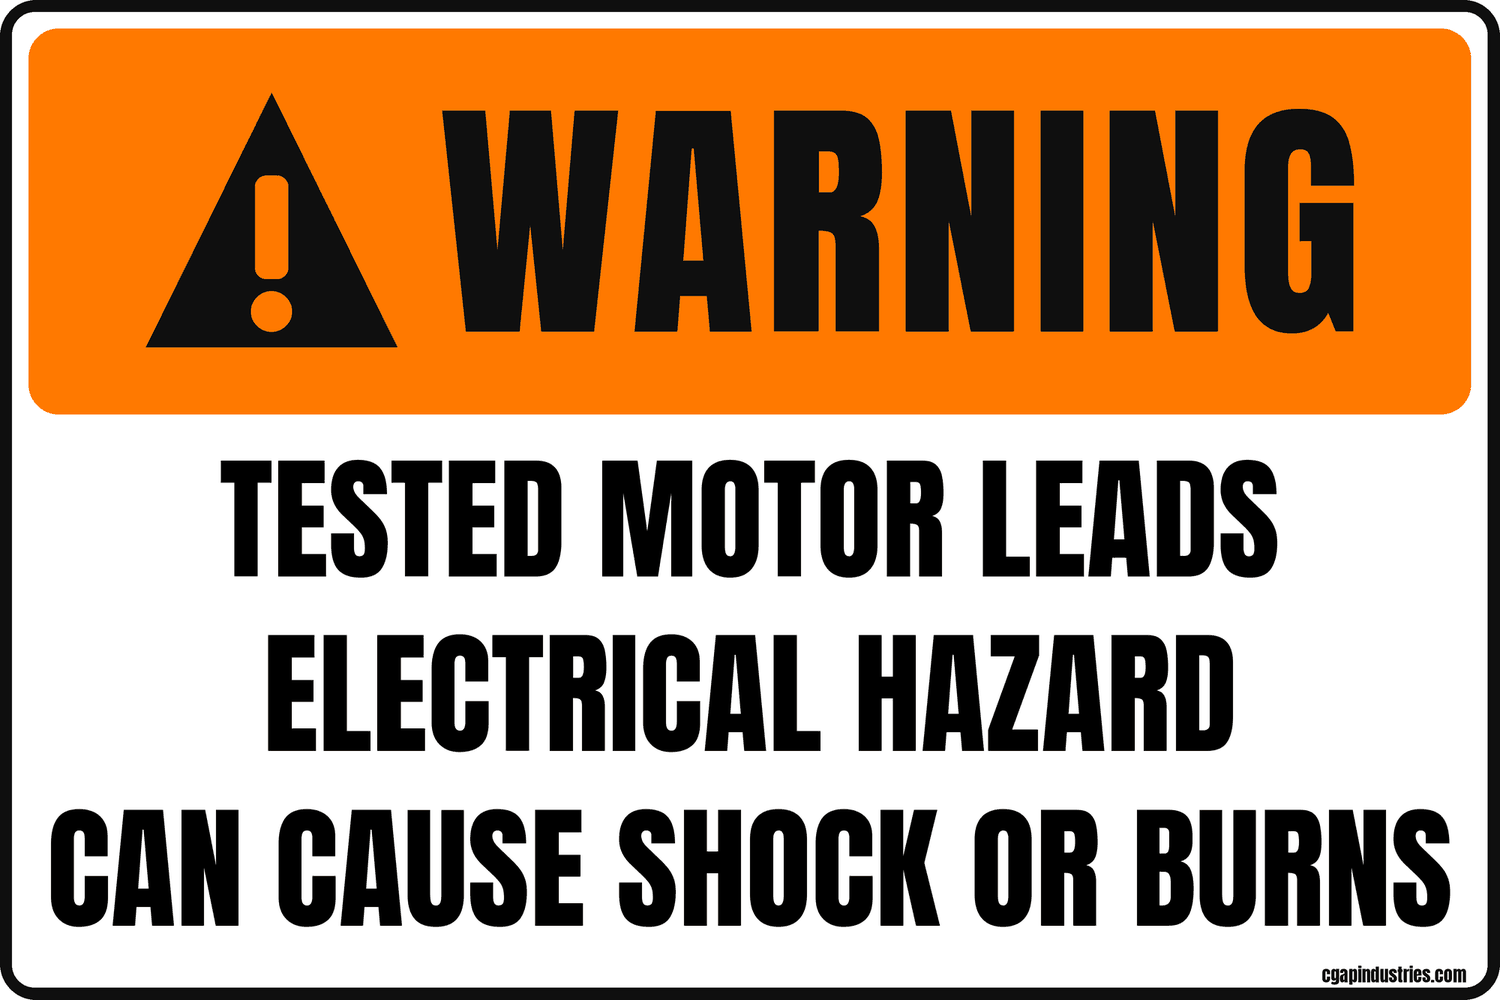 WARNING
TESTED MOTOR LEADS
ELECTRICAL HAZARD
CAN CAUSE SHOCK OR BURNS
cgapindustries.com